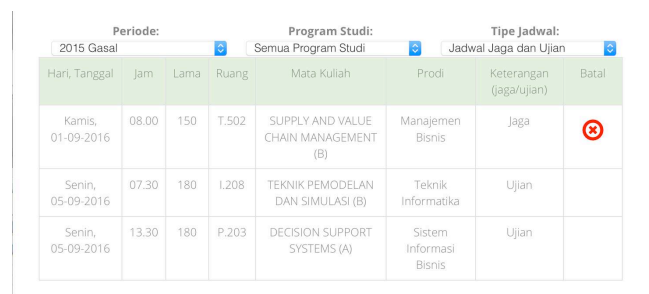 Periode: Program Studi: Tipe Jadwal:
2015 Gasal Semua Program Studi Jadwal Jaga dan Ujian
Hari, Tanggal Jam Lama Ruang Mata Kuliah Prodi Keterangan (jaga/ujian) Batal
Kamis, 01-09-2016 08.00 150 T.502 SUPPLY AND VALUE CHAIN MANAGEMENT (B) Manajemen Bisnis Jaga
Senin, 05-09-2016 07.30 180 I.208 TEKNIK PEMODELAN DAN SIMULASI (B) Teknik Informatika Ujian
Senin, 05-09-2016 13.30 180 P.203 DECISION SUPPORT SYSTEMS (A) Sistem Informasi Bisnis Ujian